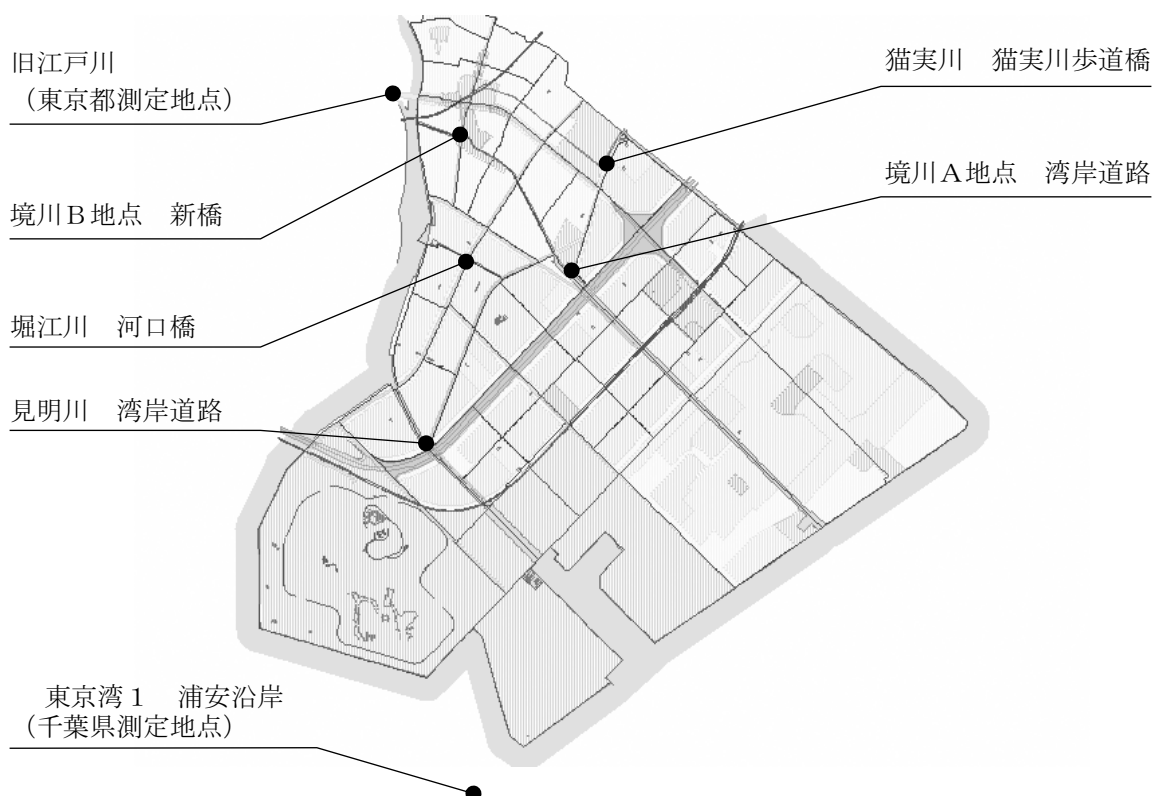 旧江戸川
（東京都測定地点）
境川Ｂ地点　新橋
堀江川　河口橋
見明川　湾岸道路
東京湾１　浦安沿岸
（千葉県測定地点）
猫実川　猫実川歩道橋
境川Ａ地点　湾岸道路